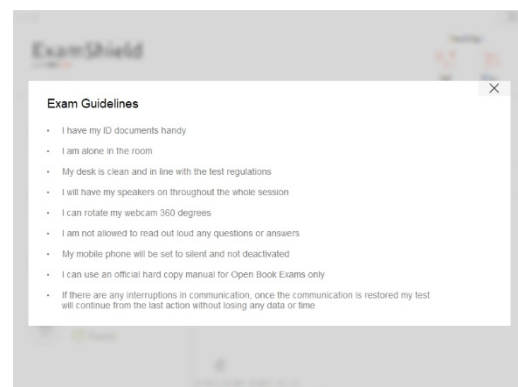 ExamShield
Exam Guidelines
• I have my ID documents handy
• I am alone in the room
• My desk is clean and in line with the test regulations
• I will have my speakers on throughout the whole session
• I can rotate my webcam 360 degrees
• I am not allowed to read out loud any questions or answers
• My mobile phone will be set to silent and not deactivated
• I can use an official hard copy manual for Open Book Exams only
• If there are any interruptions in communication, once the communication is restored my test
will continue from the last action without losing any data or time